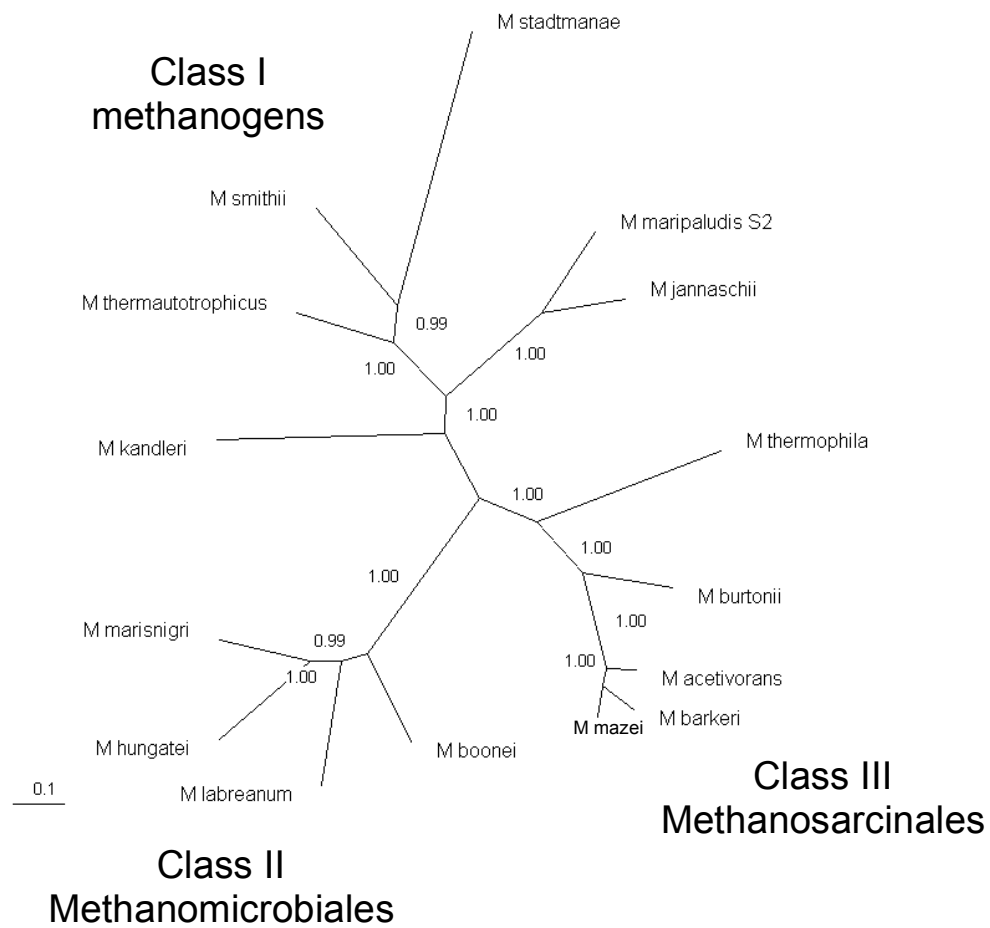 M stadtmanae
Class I
methanogens
M smithii
M maripaludis S2
M jannaschii
M thermautotrophicus
0.99
1.00
1.00
1.00
M kandleri
M thermophila
1.00
1.00
1.00
M burtonii
M marisnigri
0.99
1.00
1.00
1.00
M acetivorans
M barkeri
M mazei
M hungatei
M boonei
M labreanum
0.1
Class III
Methanosarcinales
Class II
Methanomicrobiales